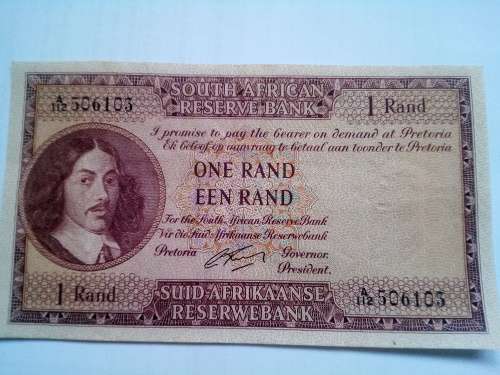 SOUTH AFRICAN
RESERVE BANK
A/112 506103
1 Rand
I promise to pay the bearer on demand at Pretoria
Ek beloof op aanvraag te betaal aan toonder te Pretoria
ONE RAND
EEN RAND
For the South African Reserve Bank
Vir die Suid-Afrikaanse Reserwebank
Pretoria
Governor.
President.
1 Rand
SUID-AFRIKAANSE
RESERWEBANK
A/112 506103